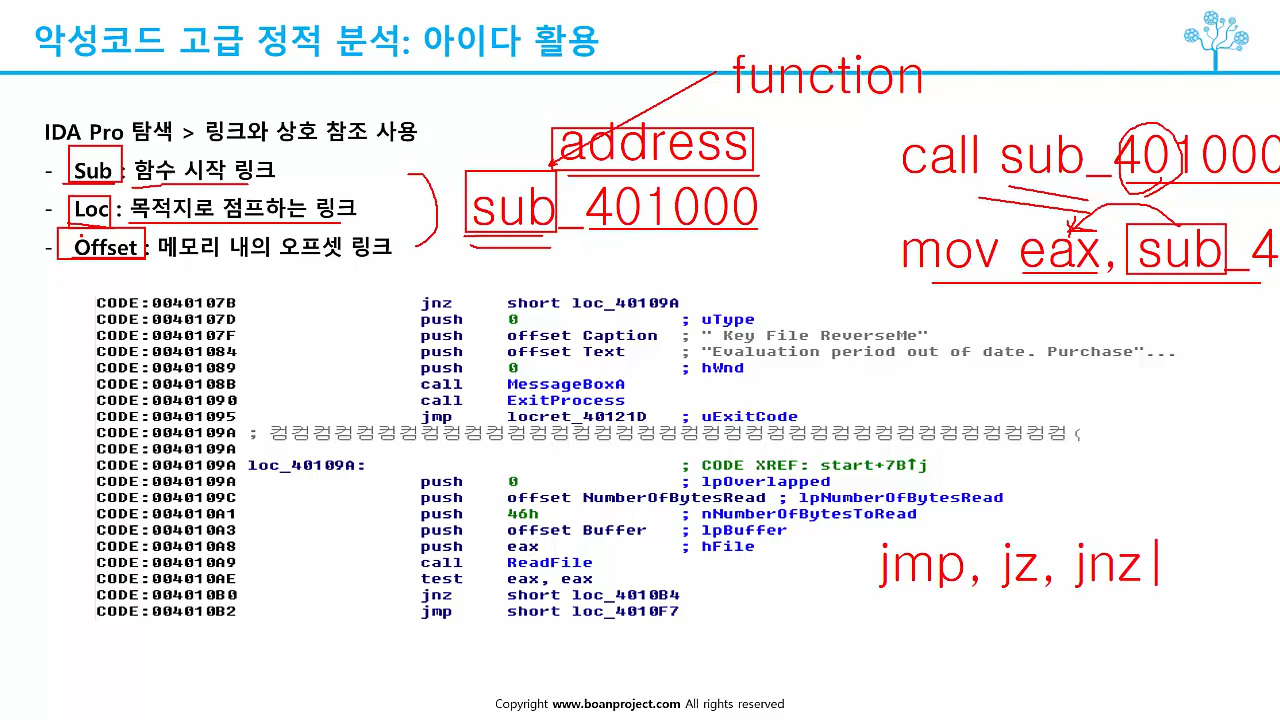 악성코드 고급 정적 분석: 아이다 활용
function
IDA Pro 탐색 > 링크와 상호 참조 사용
address
call sub_401000
- Sub : 함수 시작 링크
- Loc : 목적지로 점프하는 링크
sub_401000
- Offset : 메모리 내의 오프셋 링크
mov eax, sub_4
CODE:0040107B jnz short loc_40109A
CODE:0040107D push 0 ; uType
CODE:0040107F push offset Caption ; " Key File ReverseMe"
CODE:00401084 push offset Text ; "Evaluation period out of date. Purchase"...
CODE:00401089 push 0 ; hWnd
CODE:0040108B call MessageBoxA
CODE:00401090 call ExitProcess
CODE:00401095 jmp locret_40121D ; uExitCode
CODE:0040109A ; 컴컴컴컴컴컴컴컴컴컴컴컴컴컴컴컴컴컴컴컴컴컴컴컴컴컴컴컴컴컴컴컴컴컴컴컴컴
CODE:0040109A
CODE:0040109A loc_40109A: ; CODE XREF: start+7B↑j
CODE:0040109A push 0 ; lpOverlapped
CODE:0040109C push offset NumberOfBytesRead ; lpNumberOfBytesRead
CODE:004010A1 push 46h ; nNumberOfBytesToRead
CODE:004010A3 push offset Buffer ; lpBuffer
CODE:004010A8 push eax ; hFile
CODE:004010A9 call ReadFile
CODE:004010AE test eax, eax
CODE:004010B0 jnz short loc_4010B4
CODE:004010B2 jmp short loc_4010F7
jmp, jz, jnz
Copyright www.boanproject.com All rights reserved